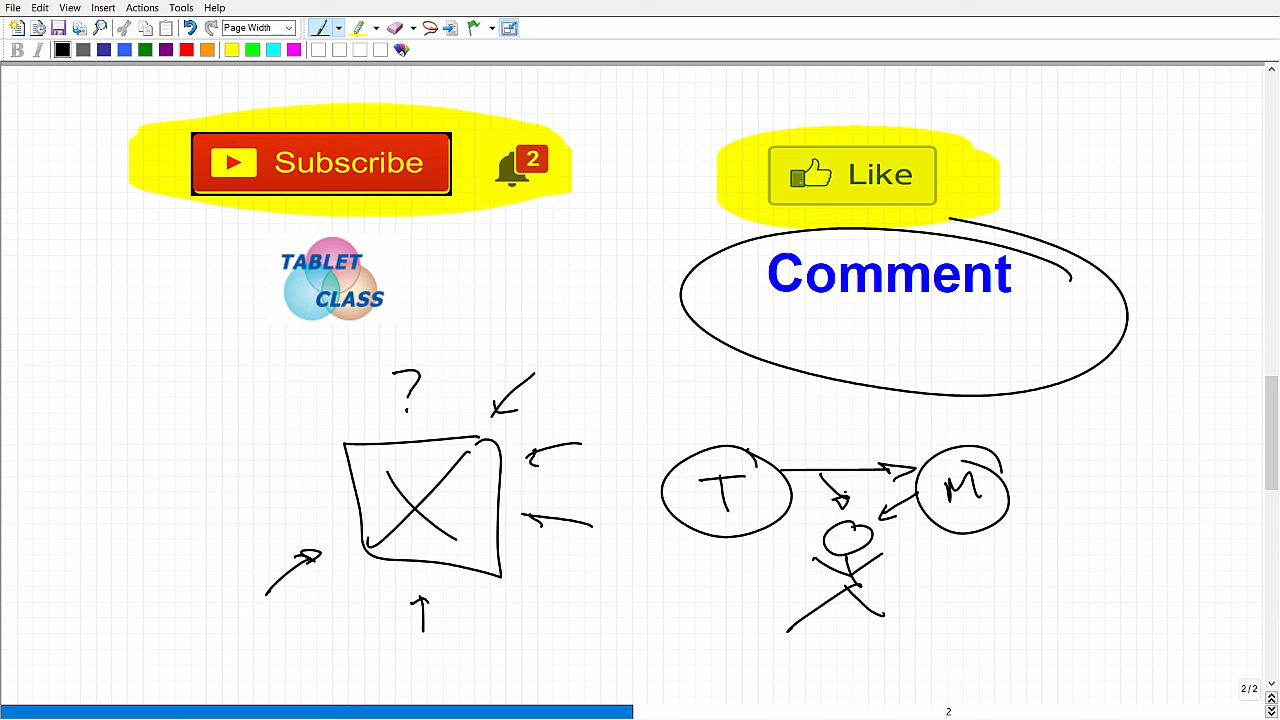 File Edit View Insert Actions Tools Help
Page Width
B I
Subscribe 2
Like
TABLET
CLASS
Comment
?
T M
2/2
2